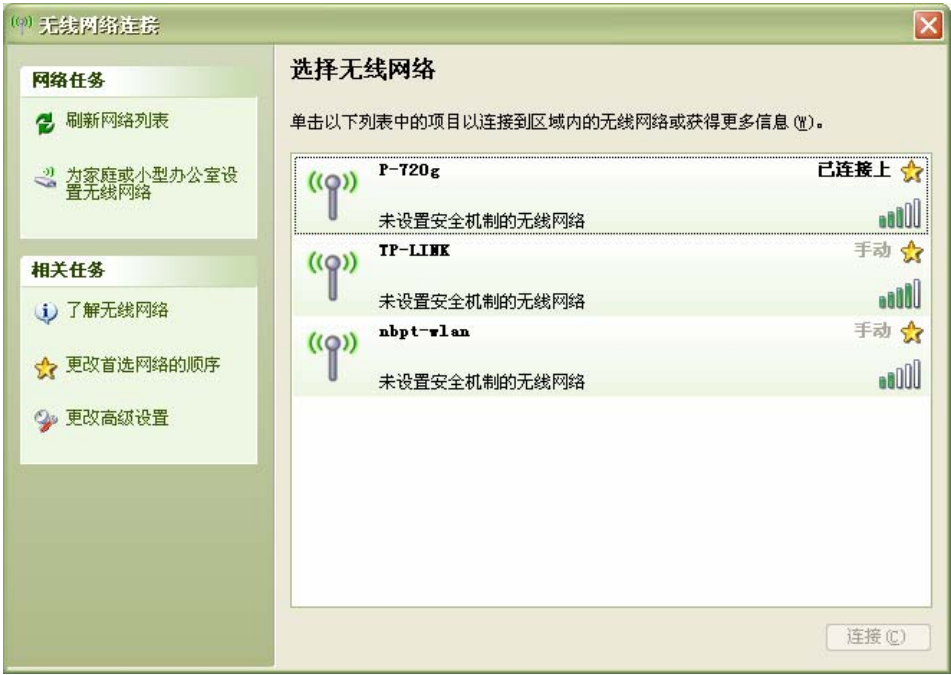 无线网络连接
网络任务
刷新网络列表
为家庭或小型办公室设
置无线网络
相关任务
了解无线网络
更改首选网络的顺序
更改高级设置
选择无线网络
单击以下列表中的项目以连接到区域内的无线网络或获得更多信息(W)。
P-720g 已连接上
未设置安全机制的无线网络
TP-LINK 手动
未设置安全机制的无线网络
nbpt-wlan 手动
未设置安全机制的无线网络
连接(C)